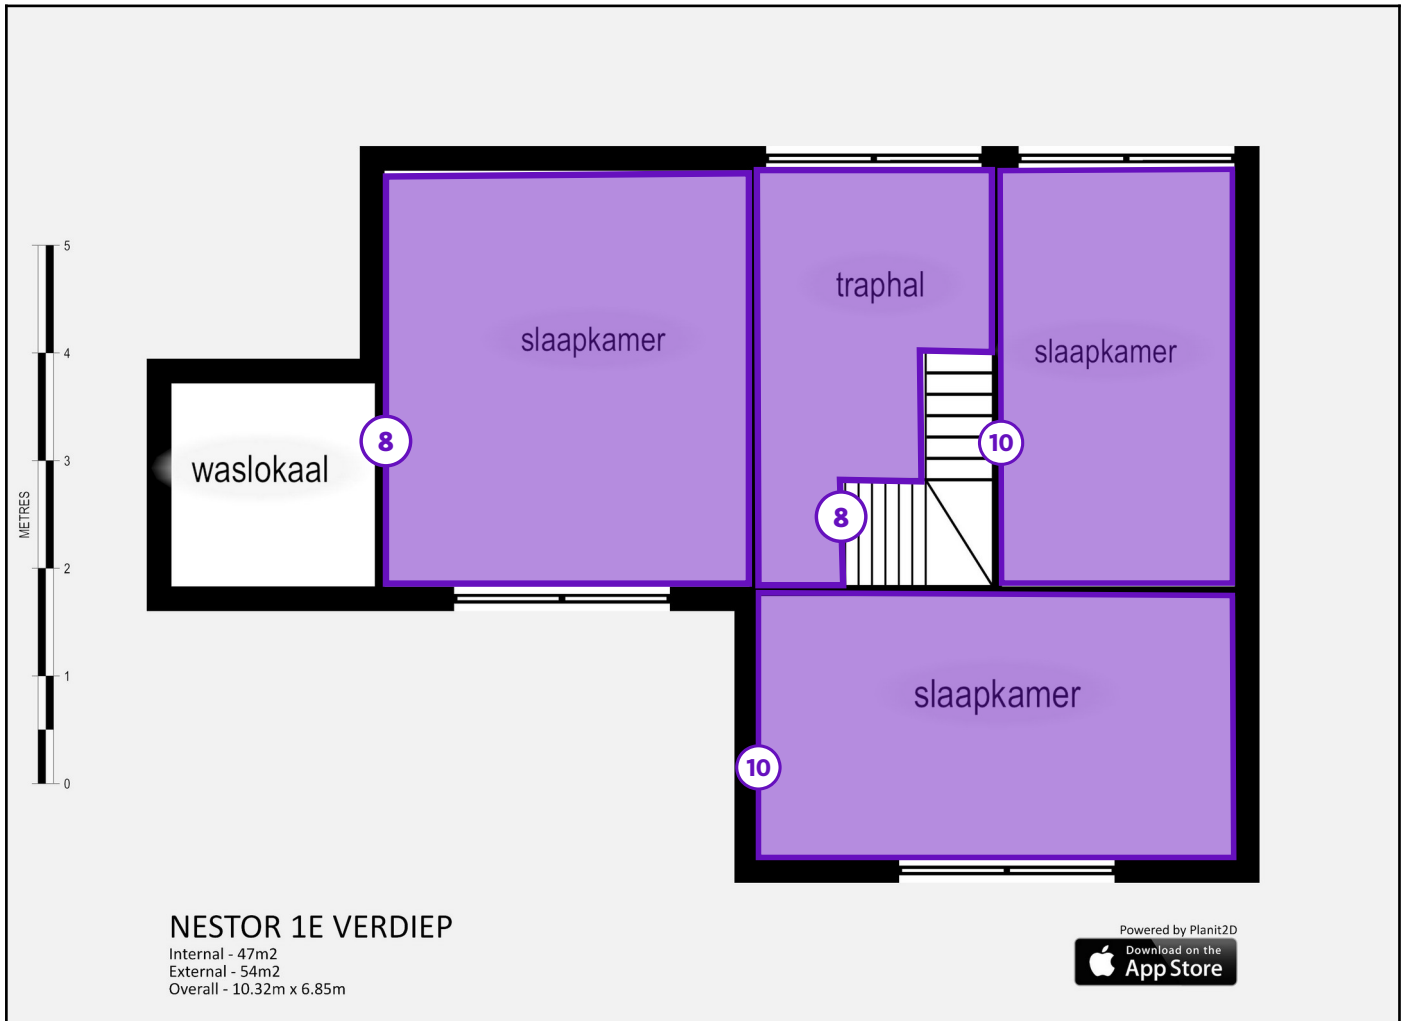 traphal
slaapkamer
slaapkamer
waslokaal
8
10
8
slaapkamer
10
5
4
3
2
1
0
METRES
NESTOR 1E VERDIEP
Internal - 47m2
External - 54m2
Overall - 10.32m x 6.85m
Powered by Planit2D
Download on the
App Store